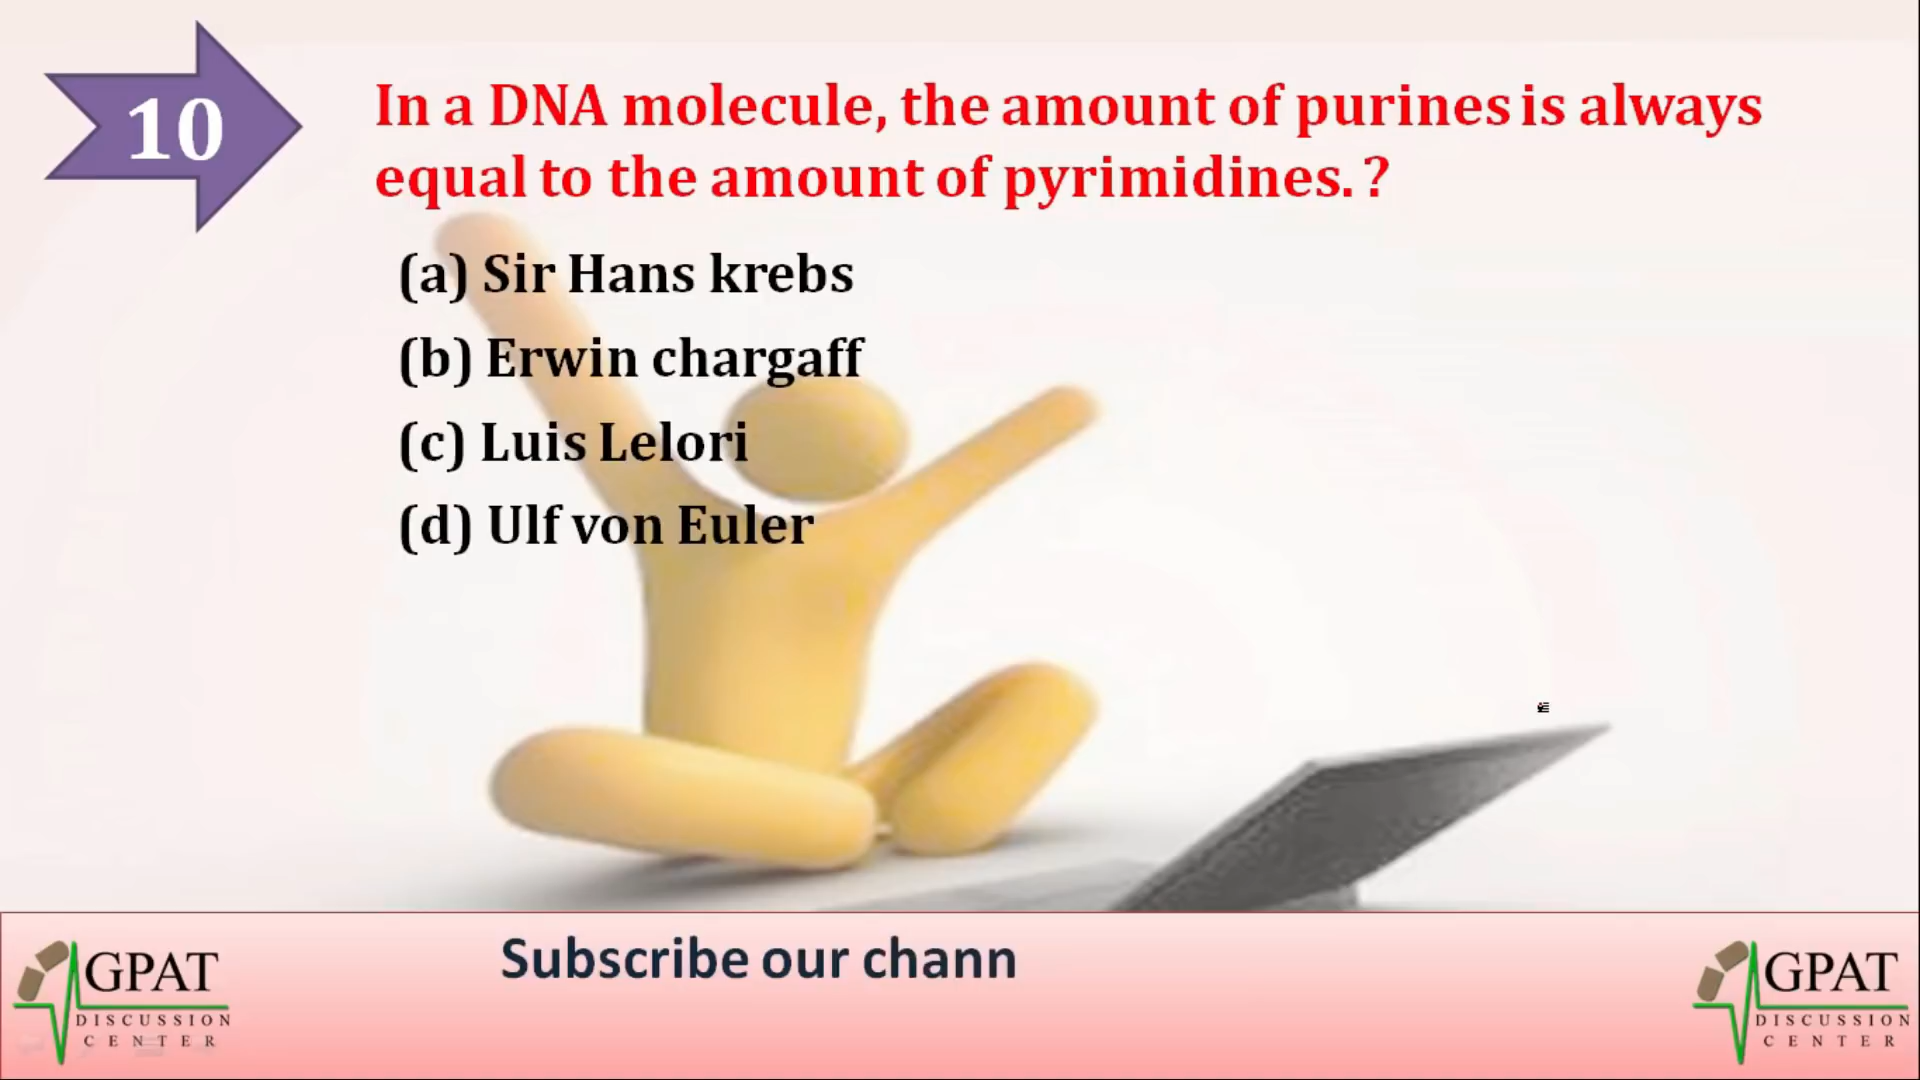 10
In a DNA molecule, the amount of purines is always
equal to the amount of pyrimidines. ?
(a) Sir Hans krebs
(b) Erwin chargaff
(c) Luis Lelori
(d) Ulf von Euler
GPAT
DISCUSSION
CENTER
Subscribe our chann
GPAT
DISCUSSION
CENTER